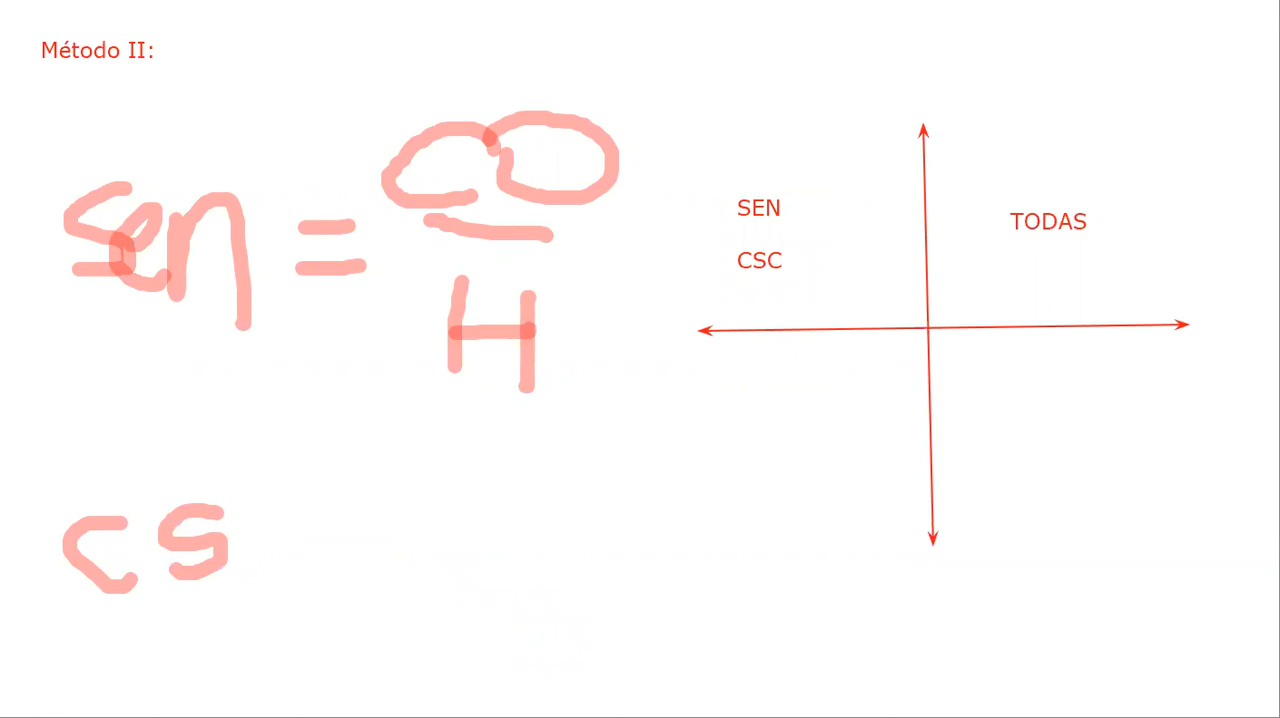 Método II:
sen = CO
H
SEN
CSC
TODAS
CS